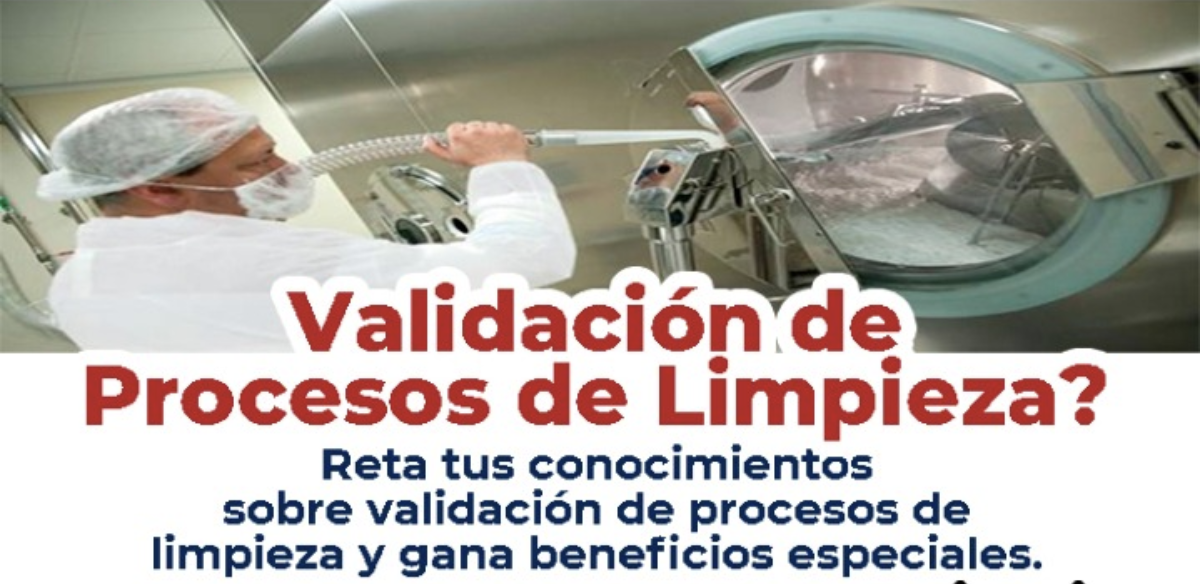 Validación de
Procesos de Limpieza?
Reta tus conocimientos
sobre validación de procesos de
limpieza y gana beneficios especiales.